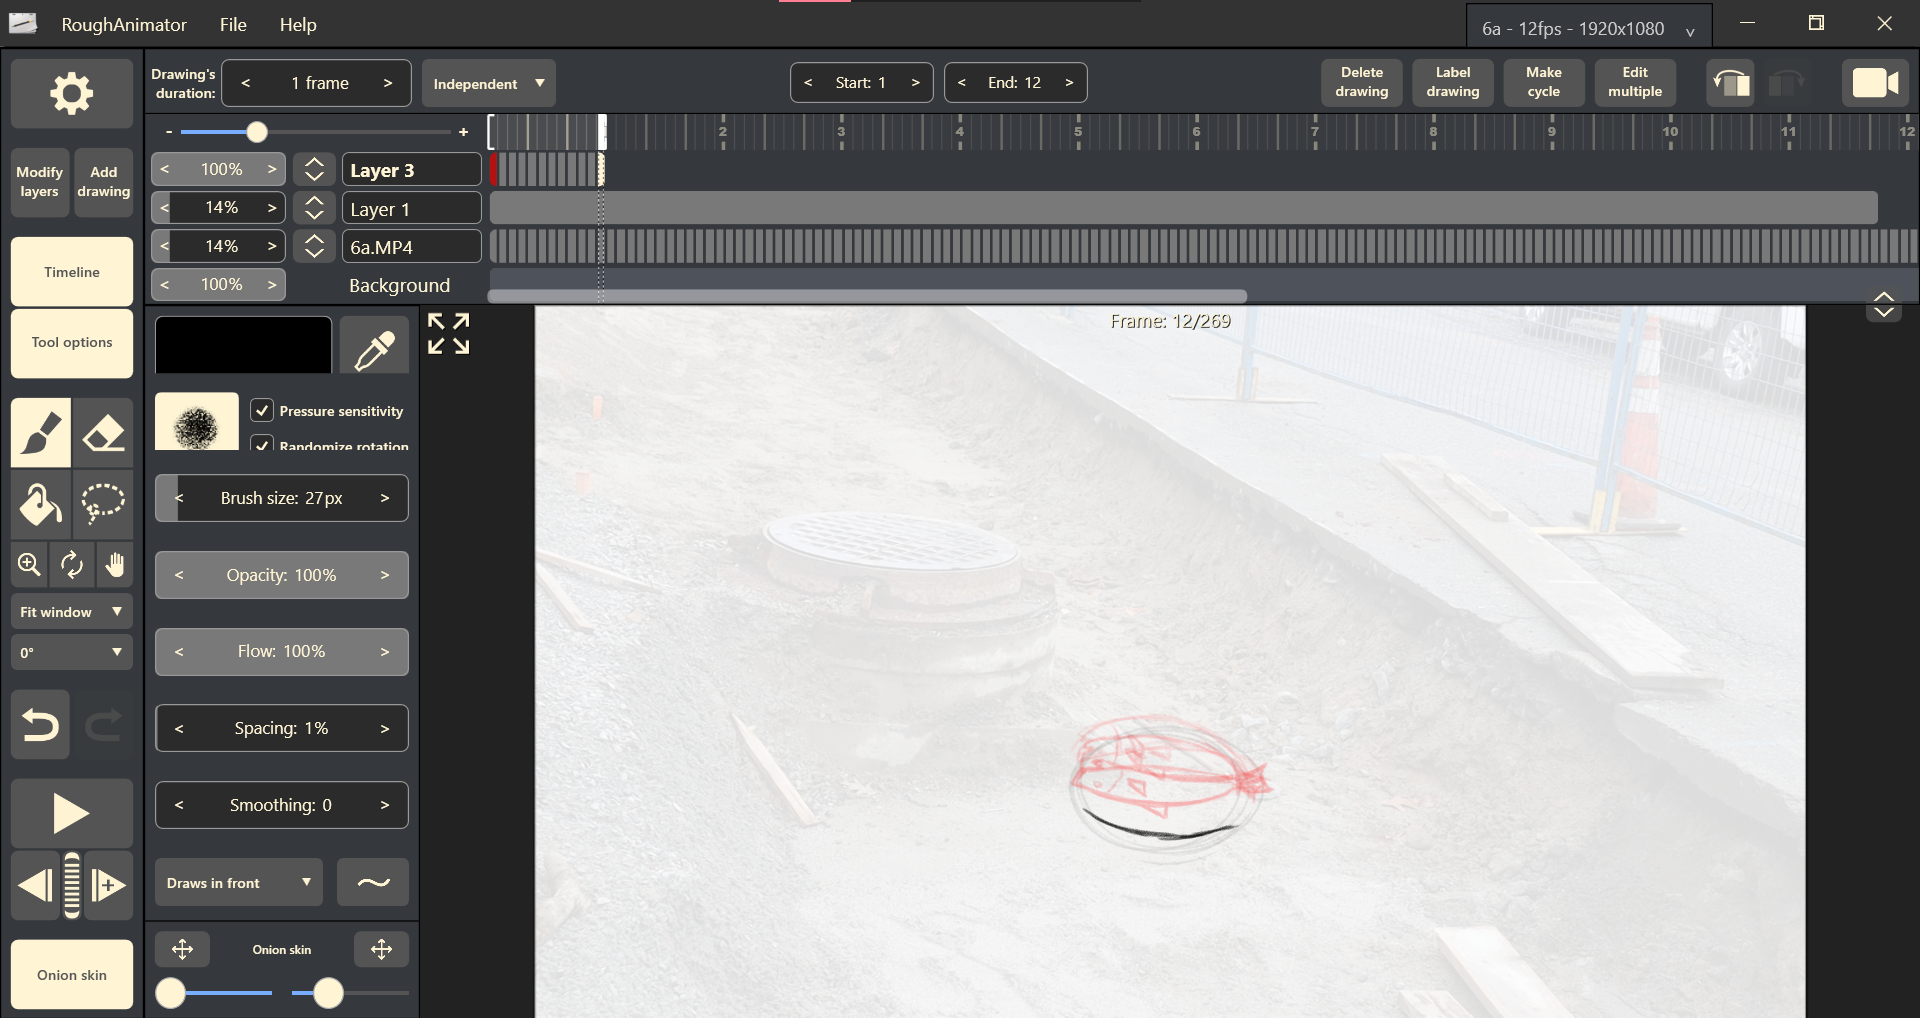 RoughAnimator File Help
6a - 12fps - 1920x1080 v
Drawing's duration: < 1 frame >
Independent
< Start: 1 >
< End: 12 >
Delete drawing
Label drawing
Make cycle
Edit multiple
- +
2 3 4 5 6 7 8 9 10 11 12
Modify layers
Add drawing
< 100% > Layer 3
< 14% > Layer 1
< 14% > 6a.MP4
< 100% > Background
Timeline
Tool options
Frame: 12/269
Pressure sensitivity
Randomize rotation
< Brush size: 27px >
< Opacity: 100% >
Fit window
< Flow: 100% >
0°
< Spacing: 1% >
< Smoothing: 0 >
Draws in front
Onion skin
Onion skin